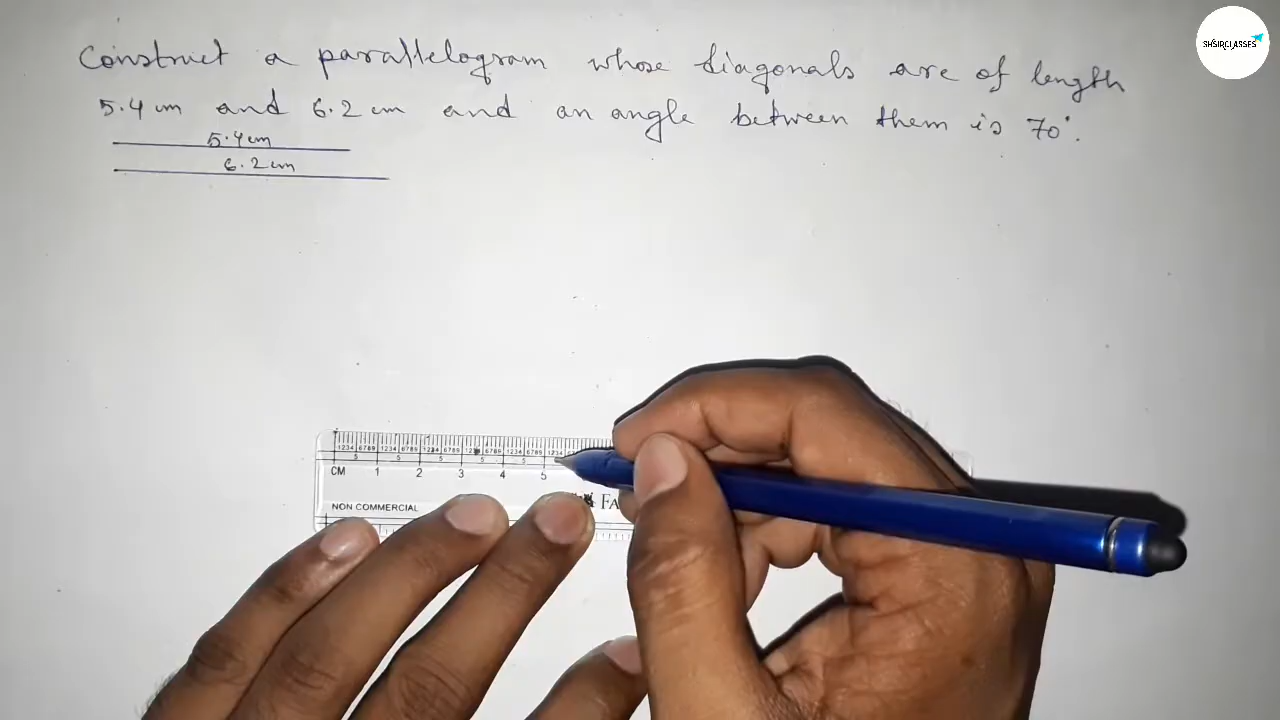 SHSIRCLASSES
Construct a parallelogram whose diagonals are of length
5.4 cm and 6.2 cm and an angle between them is 70°.
5.4 cm
6.2 cm
CM 1 2 3 4 5
NON COMMERCIAL